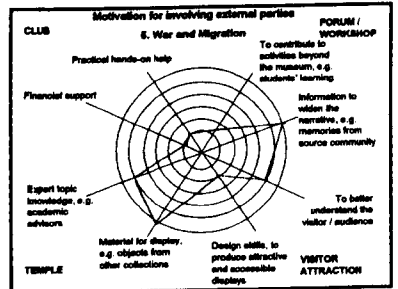 Motivation for involving external parties
CLUB
FORUM /
WORKSHOP
5. War and Migration
Practical hands-on help
To contribute to
activities beyond
the museum, e.g.
students' learning
Financial support
Information to
widen the
narrative, e.g.
memories from
source community
Expert topic
knowledge, e.g.
academic
advisors
To better
understand the
visitor / audience
Material for display,
e.g. objects from
other collections
Design skills, to
produce attractive
and accessible
displays
TEMPLE
VISITOR
ATTRACTION